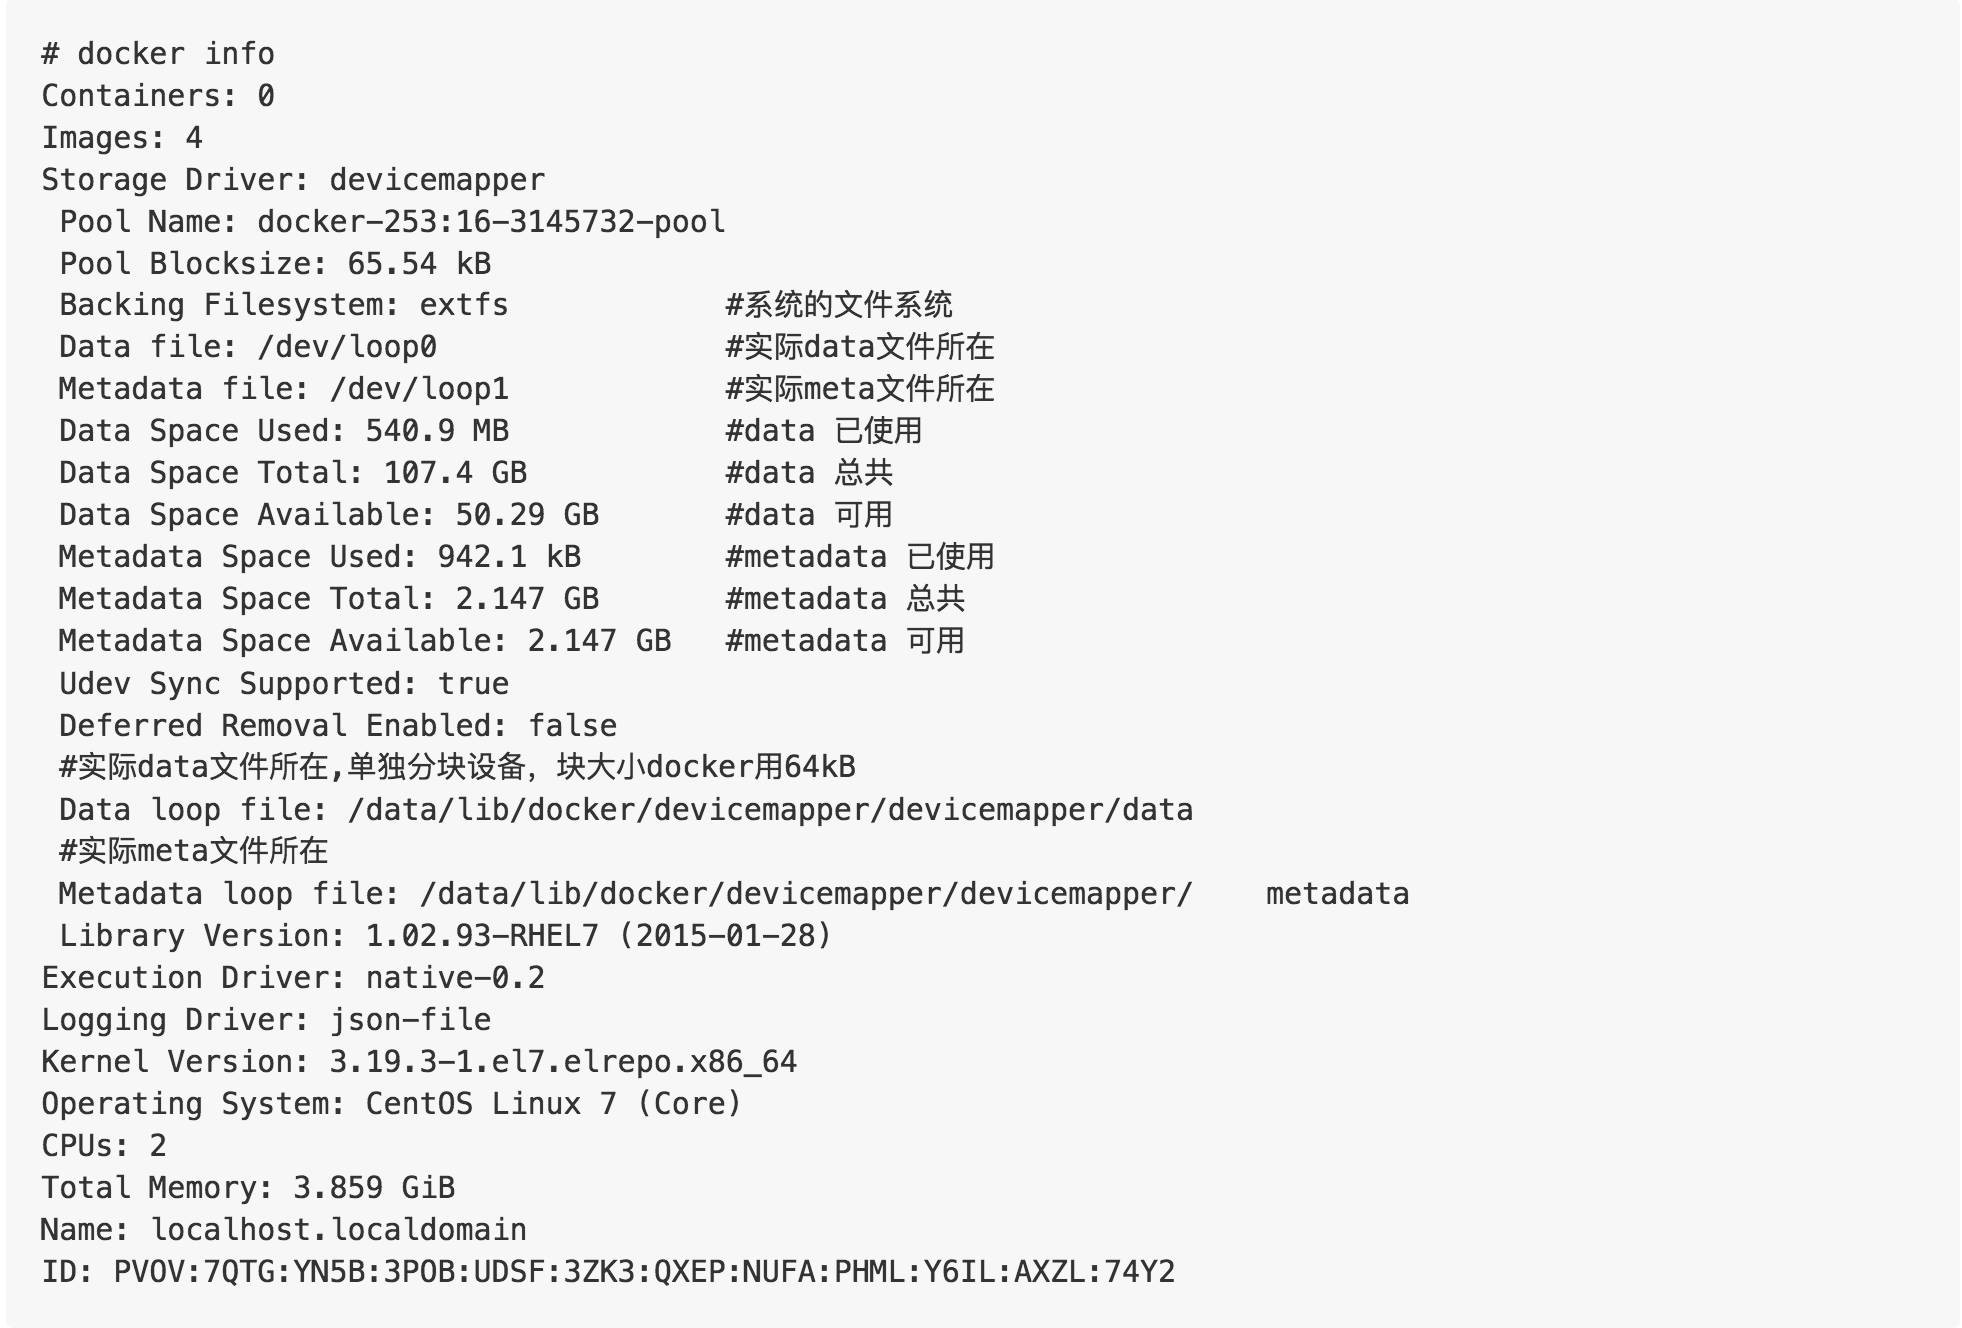 # docker info
Containers: 0
Images: 4
Storage Driver: devicemapper
 Pool Name: docker-253:16-3145732-pool
 Pool Blocksize: 65.54 kB
 Backing Filesystem: extfs            #系统的文件系统
 Data file: /dev/loop0                #实际data文件所在
 Metadata file: /dev/loop1            #实际meta文件所在
 Data Space Used: 540.9 MB            #data 已使用
 Data Space Total: 107.4 GB           #data 总共
 Data Space Available: 50.29 GB       #data 可用
 Metadata Space Used: 942.1 kB        #metadata 已使用
 Metadata Space Total: 2.147 GB       #metadata 总共
 Metadata Space Available: 2.147 GB   #metadata 可用
 Udev Sync Supported: true
 Deferred Removal Enabled: false
 #实际data文件所在,单独分块设备，块大小docker用64kB
 Data loop file: /data/lib/docker/devicemapper/devicemapper/data
 #实际meta文件所在
 Metadata loop file: /data/lib/docker/devicemapper/devicemapper/    metadata
 Library Version: 1.02.93-RHEL7 (2015-01-28)
Execution Driver: native-0.2
Logging Driver: json-file
Kernel Version: 3.19.3-1.el7.elrepo.x86_64
Operating System: CentOS Linux 7 (Core)
CPUs: 2
Total Memory: 3.859 GiB
Name: localhost.localdomain
ID: PVOV:7QTG:YN5B:3POB:UDSF:3ZK3:QXEP:NUFA:PHML:Y6IL:AXZL:74Y2